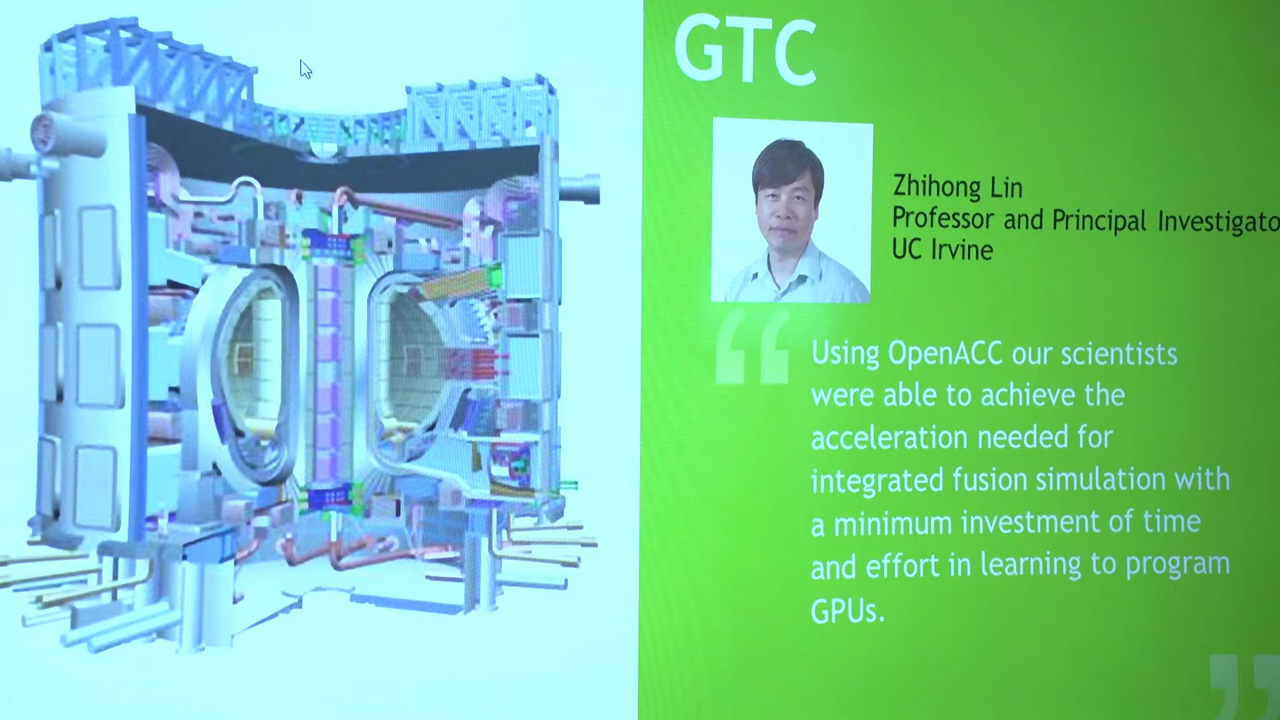 GTC
Zhihong Lin
Professor and Principal Investigato
UC Irvine
“
Using OpenACC our scientists
were able to achieve the
acceleration needed for
integrated fusion simulation with
a minimum investment of time
and effort in learning to program
GPUs.
”